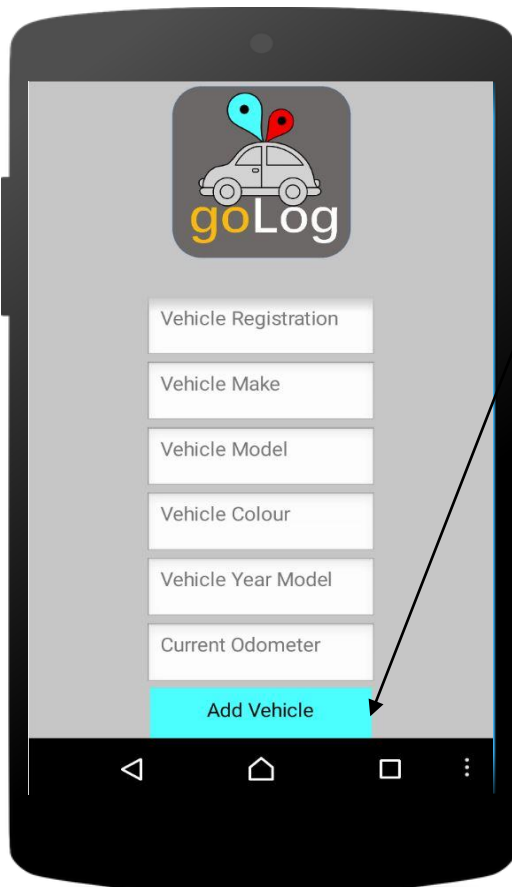 goLog
Vehicle Registration
Vehicle Make
Vehicle Model
Vehicle Colour
Vehicle Year Model
Current Odometer
Add Vehicle